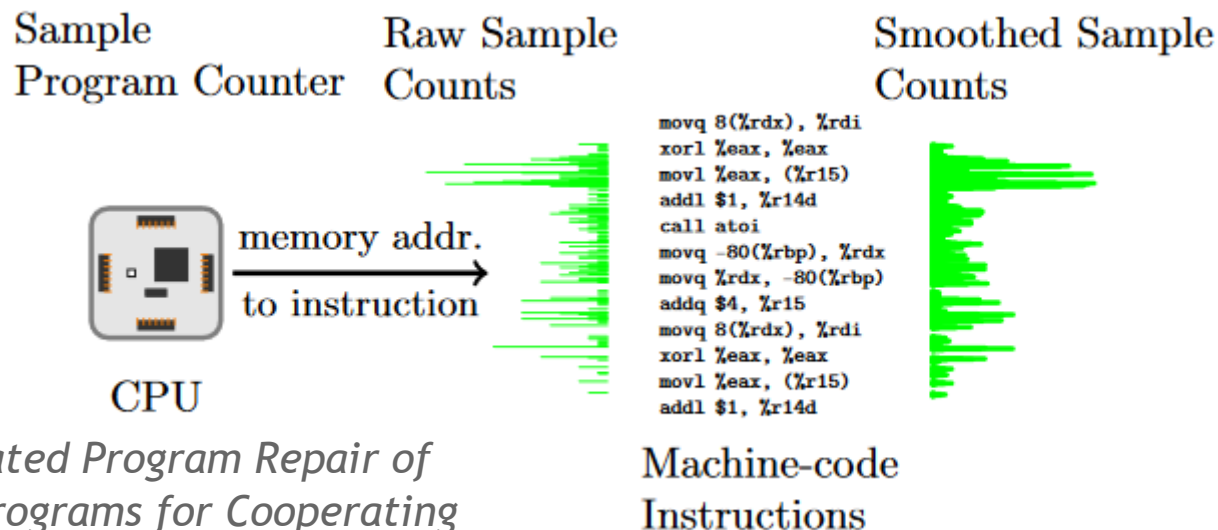 Sample
Program Counter
Raw Sample
Counts
Smoothed Sample
Counts
movq 8(%rdx), %rdi
xorl %eax, %eax
movl %eax, (%r15)
addl $1, %r14d
call atoi
movq -80(%rbp), %rdx
movq %rdx, -80(%rbp)
addq $4, %r15
movq 8(%rdx), %rdi
xorl %eax, %eax
movl %eax, (%r15)
addl $1, %r14d
memory addr.
to instruction
CPU
Machine-code
Instructions
ated Program Repair of
rograms for Cooperating